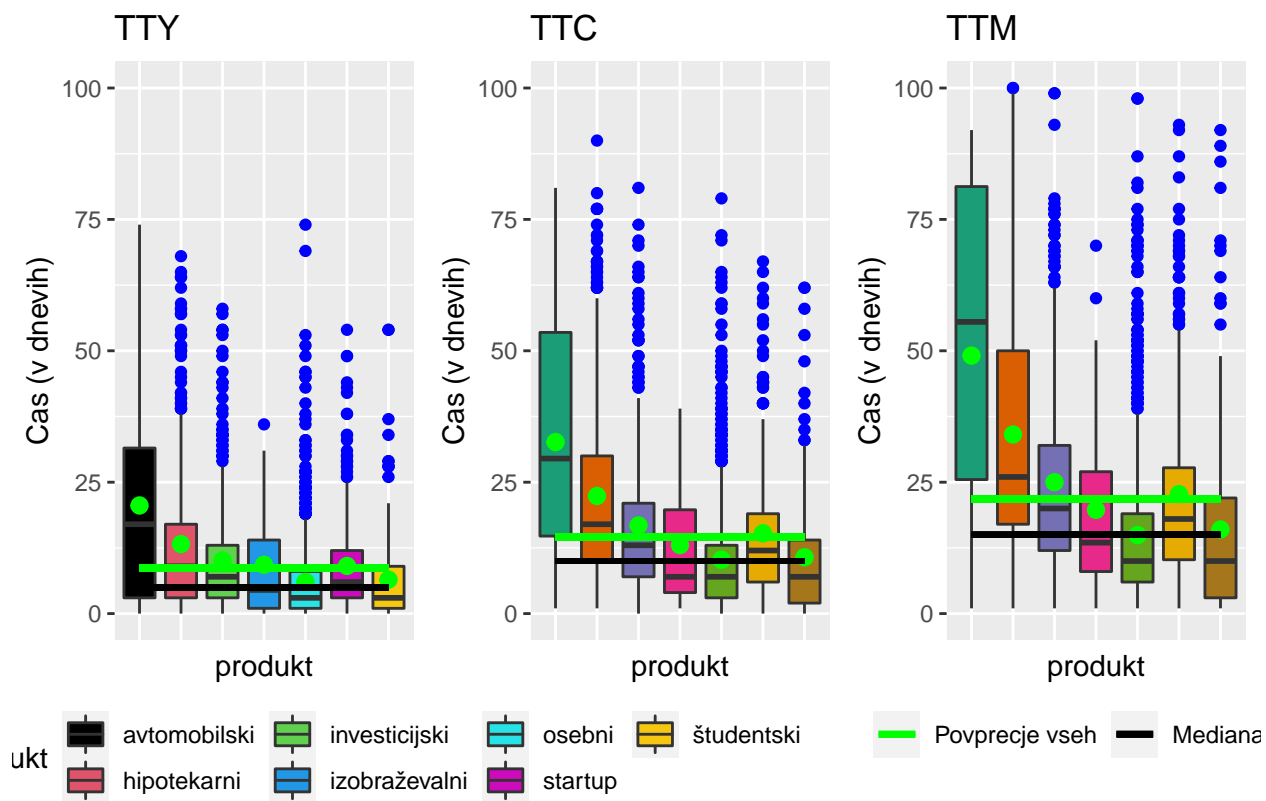 TTY TTC TTM
Cas (v dnevih) 100 75 50 25 0
Cas (v dnevih) 100 75 50 25 0
Cas (v dnevih) 100 75 50 25 0
produkt produkt produkt
ukt avtomobilski investicijski osebni študentski Povprecje vseh Mediana
hipotekarni izobraževalni startup